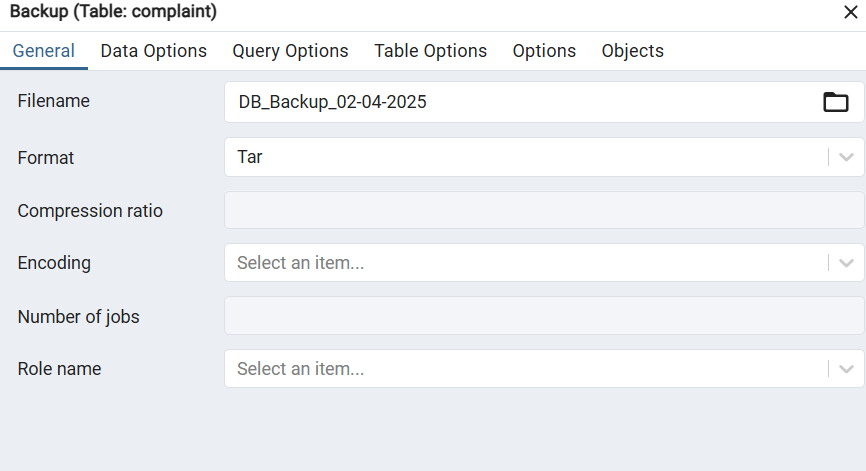 Backup (Table: complaint)
General Data Options Query Options Table Options Options Objects
Filename DB_Backup_02-04-2025
Format Tar
Compression ratio
Encoding Select an item...
Number of jobs
Role name Select an item...